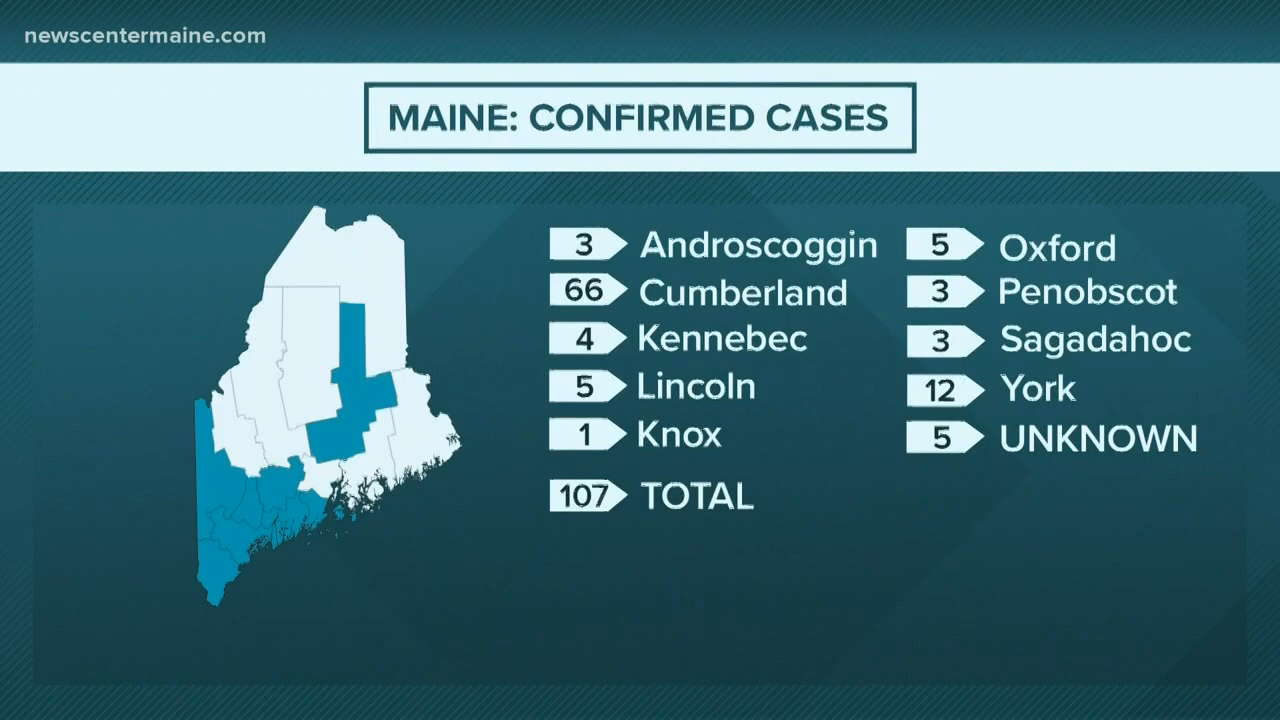 newscentermaine.com
MAINE: CONFIRMED CASES
3 Androscoggin
66 Cumberland
4 Kennebec
5 Lincoln
1 Knox
107 TOTAL
5 Oxford
3 Penobscot
3 Sagadahoc
12 York
5 UNKNOWN